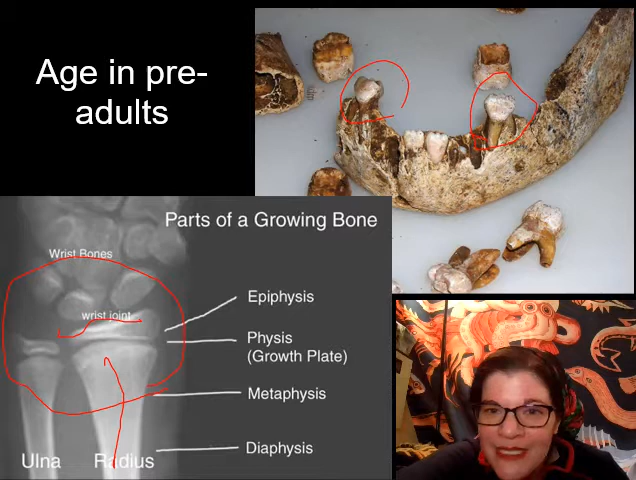 Age in pre-
adults
Parts of a Growing Bone
Wrist Bones
wrist joint
Epiphysis
Physis
(Growth Plate)
Metaphysis
Diaphysis
Ulna
Radius